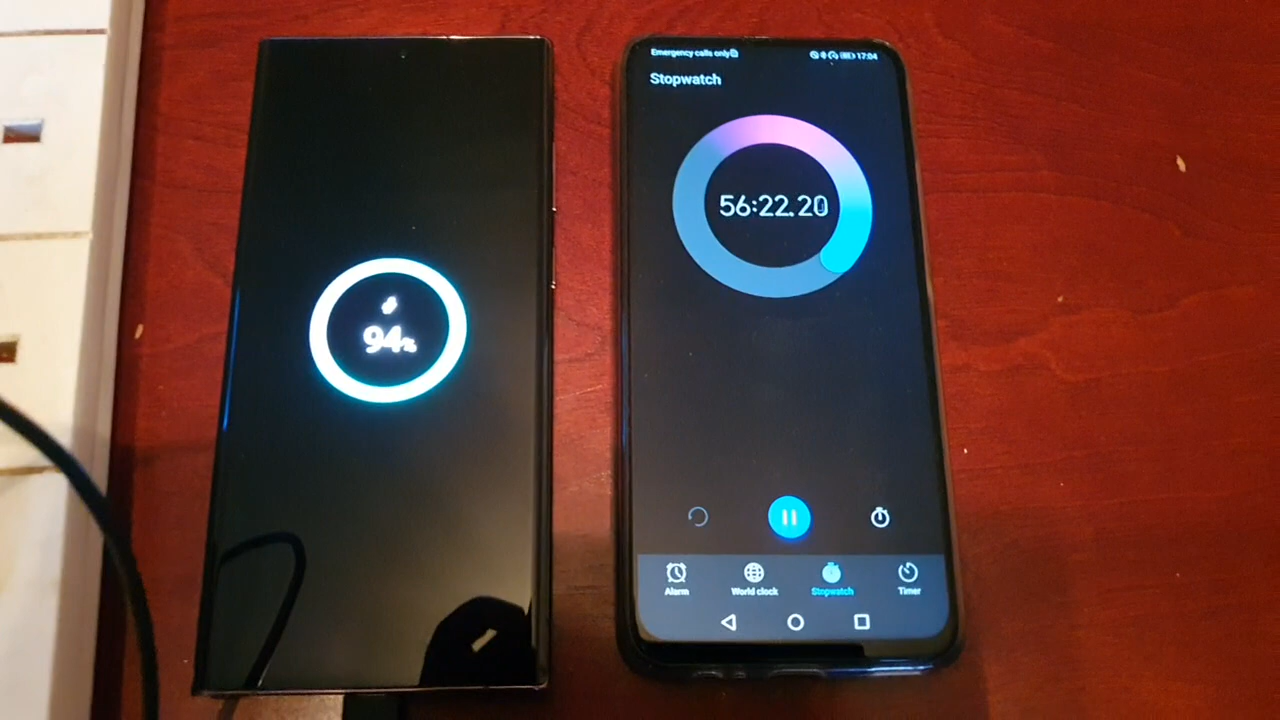 94%
Emergency calls only
17:04
Stopwatch
56:22.20
Alarm
World clock
Stopwatch
Timer